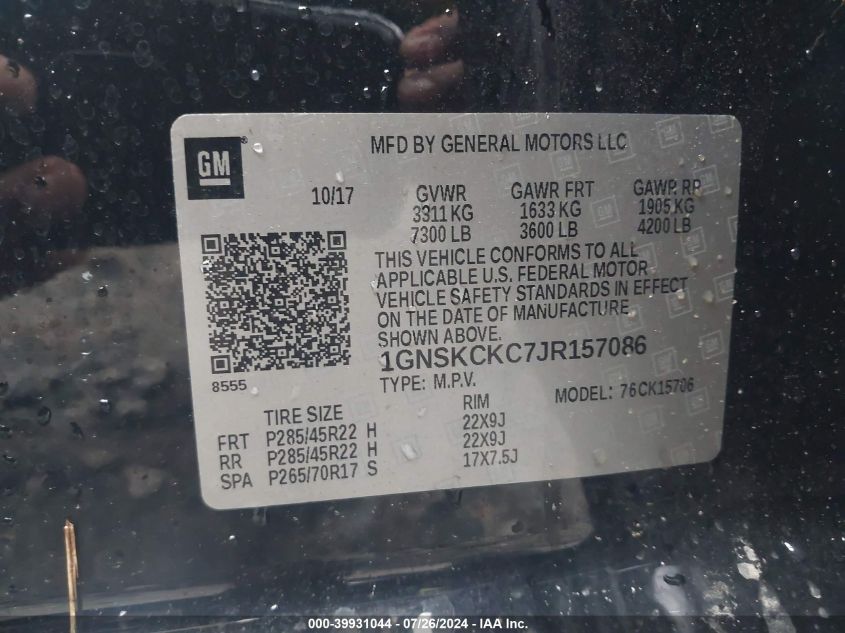 GM
MFD BY GENERAL MOTORS LLC
10/17 GVWR GAWR FRT GAWR RR
3311 KG 1633 KG 1905 KG
7300 LB 3600 LB 4200 LB
THIS VEHICLE CONFORMS TO ALL
APPLICABLE U.S. FEDERAL MOTOR
VEHICLE SAFETY STANDARDS IN EFFECT
ON THE DATE OF MANUFACTURE
SHOWN ABOVE.
1GNSKCKC7JR157086
8555
TYPE: M.P.V. MODEL: 76CK15706
TIRE SIZE RIM
FRT P285/45R22 H 22X9J
RR P285/45R22 H 22X9J
SPA P265/70R17 S 17X7.5J
000-39931044 / 07/26/2024 - IAA Inc.